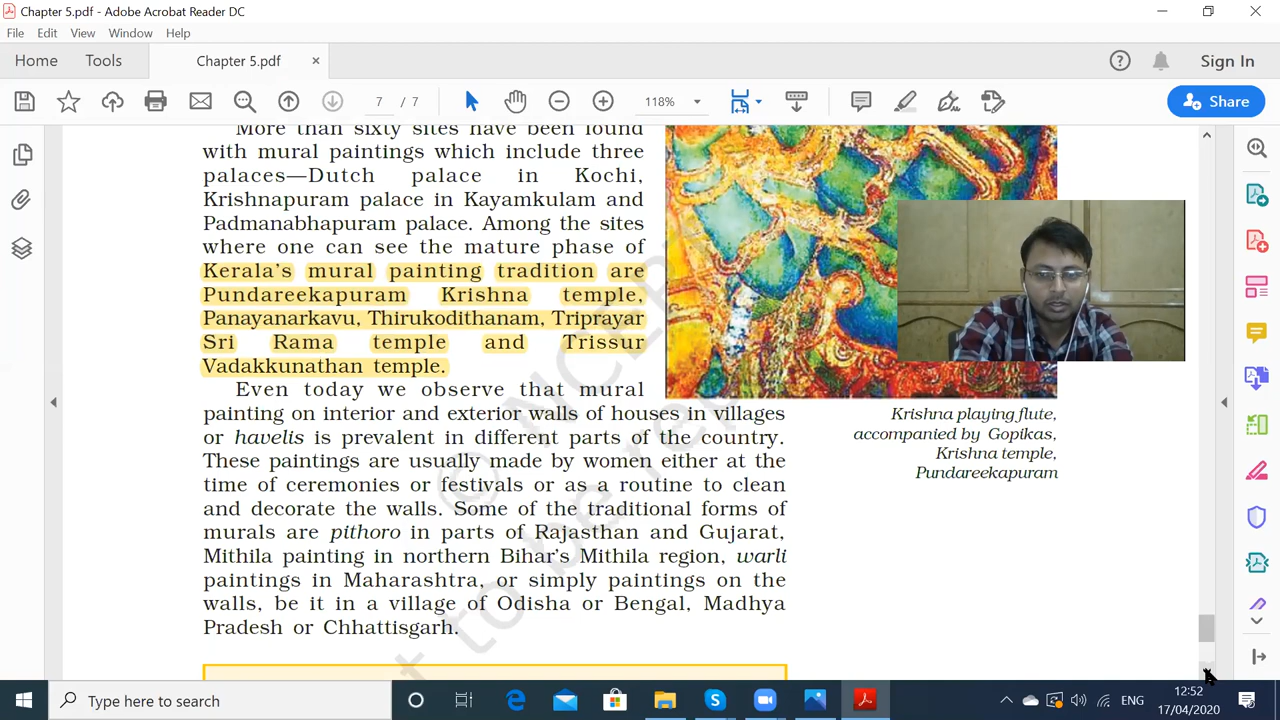 Chapter 5.pdf - Adobe Acrobat Reader DC
File Edit View Window Help
Home Tools Chapter 5.pdf × Sign In
7 / 7 118% Share
More than sixty sites have been found
with mural paintings which include three
palaces—Dutch palace in Kochi,
Krishnapuram palace in Kayamkulam and
Padmanabhapuram palace. Among the sites
where one can see the mature phase of
Kerala's mural painting tradition are
Pundareekapuram Krishna temple,
Panayanarkavu, Thirukodithanam, Triprayar
Sri Rama temple and Trissur
Vadakkunathan temple.
Even today we observe that mural
painting on interior and exterior walls of houses in villages
or havelis is prevalent in different parts of the country.
These paintings are usually made by women either at the
time of ceremonies or festivals or as a routine to clean
and decorate the walls. Some of the traditional forms of
murals are pithoro in parts of Rajasthan and Gujarat,
Mithila painting in northern Bihar's Mithila region, warli
paintings in Maharashtra, or simply paintings on the
walls, be it in a village of Odisha or Bengal, Madhya
Pradesh or Chhattisgarh.
Krishna playing flute,
accompanied by Gopikas,
Krishna temple,
Pundareekapuram
Type here to search
ENG
12:52
17/04/2020